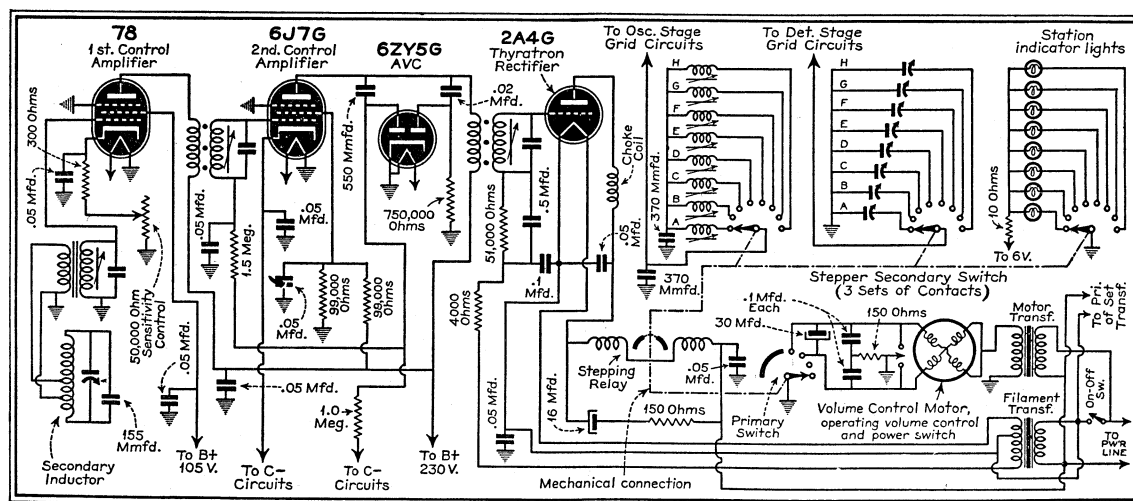 78
1st. Control
Amplifier
6J7G
2nd. Control
Amplifier
6ZY5G
AVC
2A4G
Thyratron
Rectifier
To Osc. Stage
Grid Circuits
To Det. Stage
Grid Circuits
Station
indicator lights
H
G
F
E
D
C
B
A
H
G
F
E
D
C
B
A
300 Ohms
.05 Mfd.
550 Mmfd.
.02
Mfd.
Choke
Coil
370 Mmfd.
10 Ohms
To 6V.
.05 Mfd.
1.5 Meg.
.05
Mfd.
750,000
Ohms
51,000 Ohms
.5 Mfd.
.05
Mfd.
50,000 Ohm
Sensitivity
Control
.05
Mfd.
99,000
Ohms
99,000
Ohms
4000
Ohms
.1
Mfd.
370
Mmfd.
Stepper Secondary Switch
(3 Sets of Contacts)
Motor
Transf.
To Pri.
of Set
Transf.
.1 Mfd.
Each
30 Mfd.
150 Ohms
Stepping
Relay
.05
Mfd.
.05 Mfd.
.05 Mfd.
155
Mmfd.
Secondary
Inductor
1.0
Meg.
.05 Mfd.
16 Mfd.
150 Ohms
Primary
Switch
Volume Control Motor,
operating volume control
and power switch
Filament
Transf.
On-Off
Sw.
To
PWR
LINE
To B+
105 V.
To C-
Circuits
To C-
Circuits
To B+
230 V.
Mechanical connection